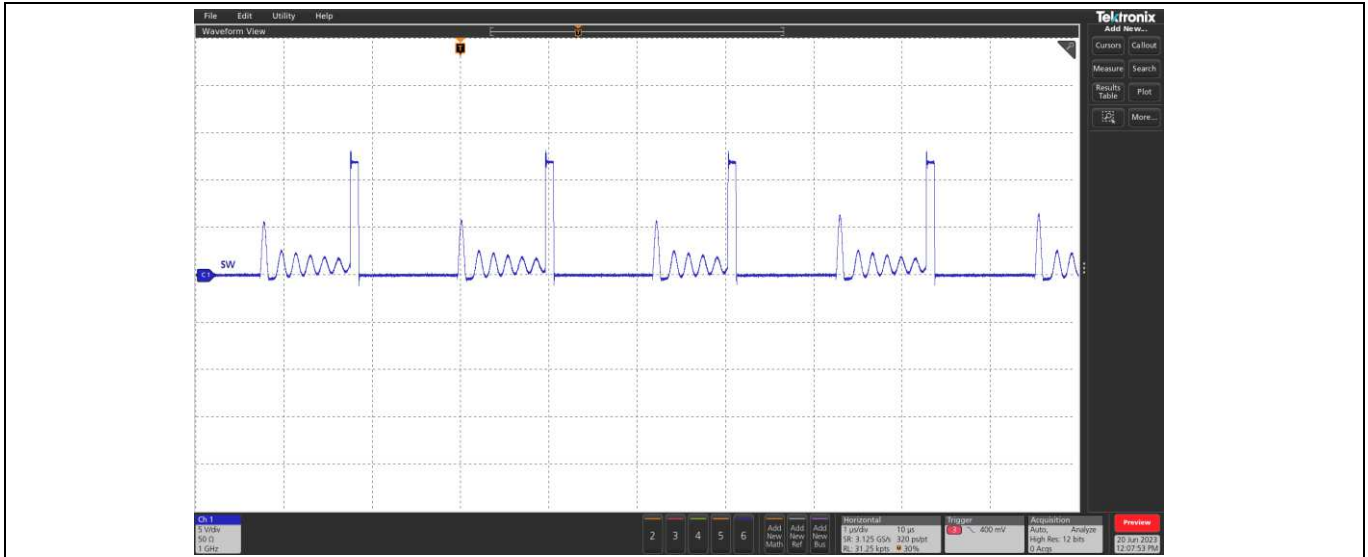 File Edit Utility Help
Tektronix
Waveform View
Add New...
T
T
Cursors Callout
Measure Search
Results Table Plot
More...
SW
C1
Ch 1
5 V/div
50 Ω
1 GHz
2 3 4 5 6
Add New Math
Add New Ref
Add New Bus
Horizontal
1 µs/div 10 µs
SR: 3.125 GS/s 320 ps/pt
RL: 31.25 kpts 30%
Trigger
3 400 mV
Acquisition
Auto, Analyze
High Res: 12 bits
0 Acqs
Preview
20 Jun 2023
12:07:53 PM